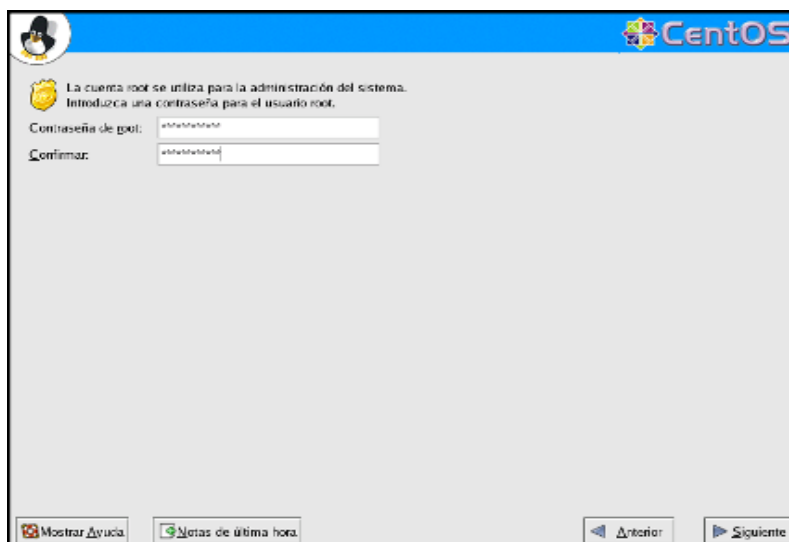 CentOS
La cuenta root se utiliza para la administración del sistema.
Introduzca una contraseña para el usuario root.
Contraseña de root: ***********
Confirmar: ***********
Mostrar Ayuda
Notas de última hora
Anterior
Siguiente